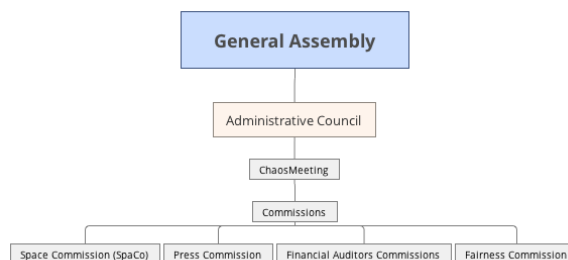 General Assembly
Administrative Council
ChaosMeeting
Commissions
Space Commission (SpaCo)
Press Commission
Financial Auditors Commissions
Fairness Commission